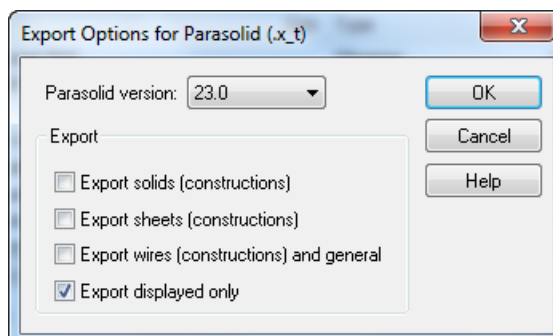 Export Options for Parasolid (.x_t)
Parasolid version: 23.0
OK
Export
Cancel
Export solids (constructions)
Help
Export sheets (constructions)
Export wires (constructions) and general
Export displayed only